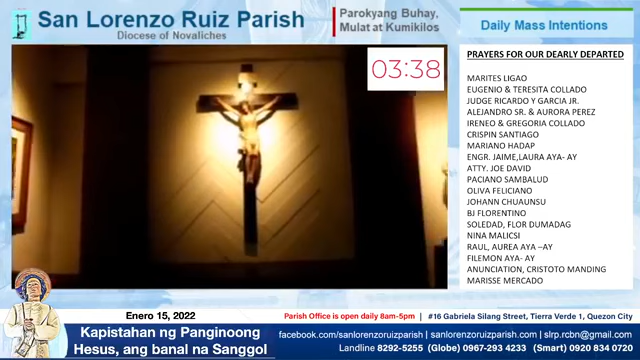 San Lorenzo Ruiz Parish
Diocese of Novaliches
Parokyang Buhay,
Mulat at Kumikilos
Daily Mass Intentions
03:38
PRAYERS FOR OUR DEARLY DEPARTED
MARITES LIGAO
EUGENIO & TERESITA COLLADO
JUDGE RICARDO Y GARCIA JR.
ALEJANDRO SR. & AURORA PEREZ
IRENEO & GREGORIA COLLADO
CRISPIN SANTIAGO
MARIANO HADAP
ENGR. JAIME,LAURA AYA- AY
ATTY. JOE DAVID
PACIANO SAMBALUD
OLIVA FELICIANO
JOHANN CHUAUNSU
BJ FLORENTINO
SOLEDAD, FLOR DUMADAG
NINA MALICSI
RAUL, AUREA AYA –AY
FILEMON AYA- AY
ANUNCIATION, CRISTOTO MANDING
MARISSE MERCADO
Enero 15, 2022
Kapistahan ng Panginoong
Hesus, ang banal na Sanggol
Parish Office is open daily 8am-5pm | #16 Gabriela Silang Street, Tierra Verde 1, Quezon City
facebook.com/sanlorenzoruizparish | sanlorenzoruizparish.com | slrp.rcbn@gmail.com
Landline 8292-5255 (Globe) 0967-293 4233 (Smart) 0920 834 0720